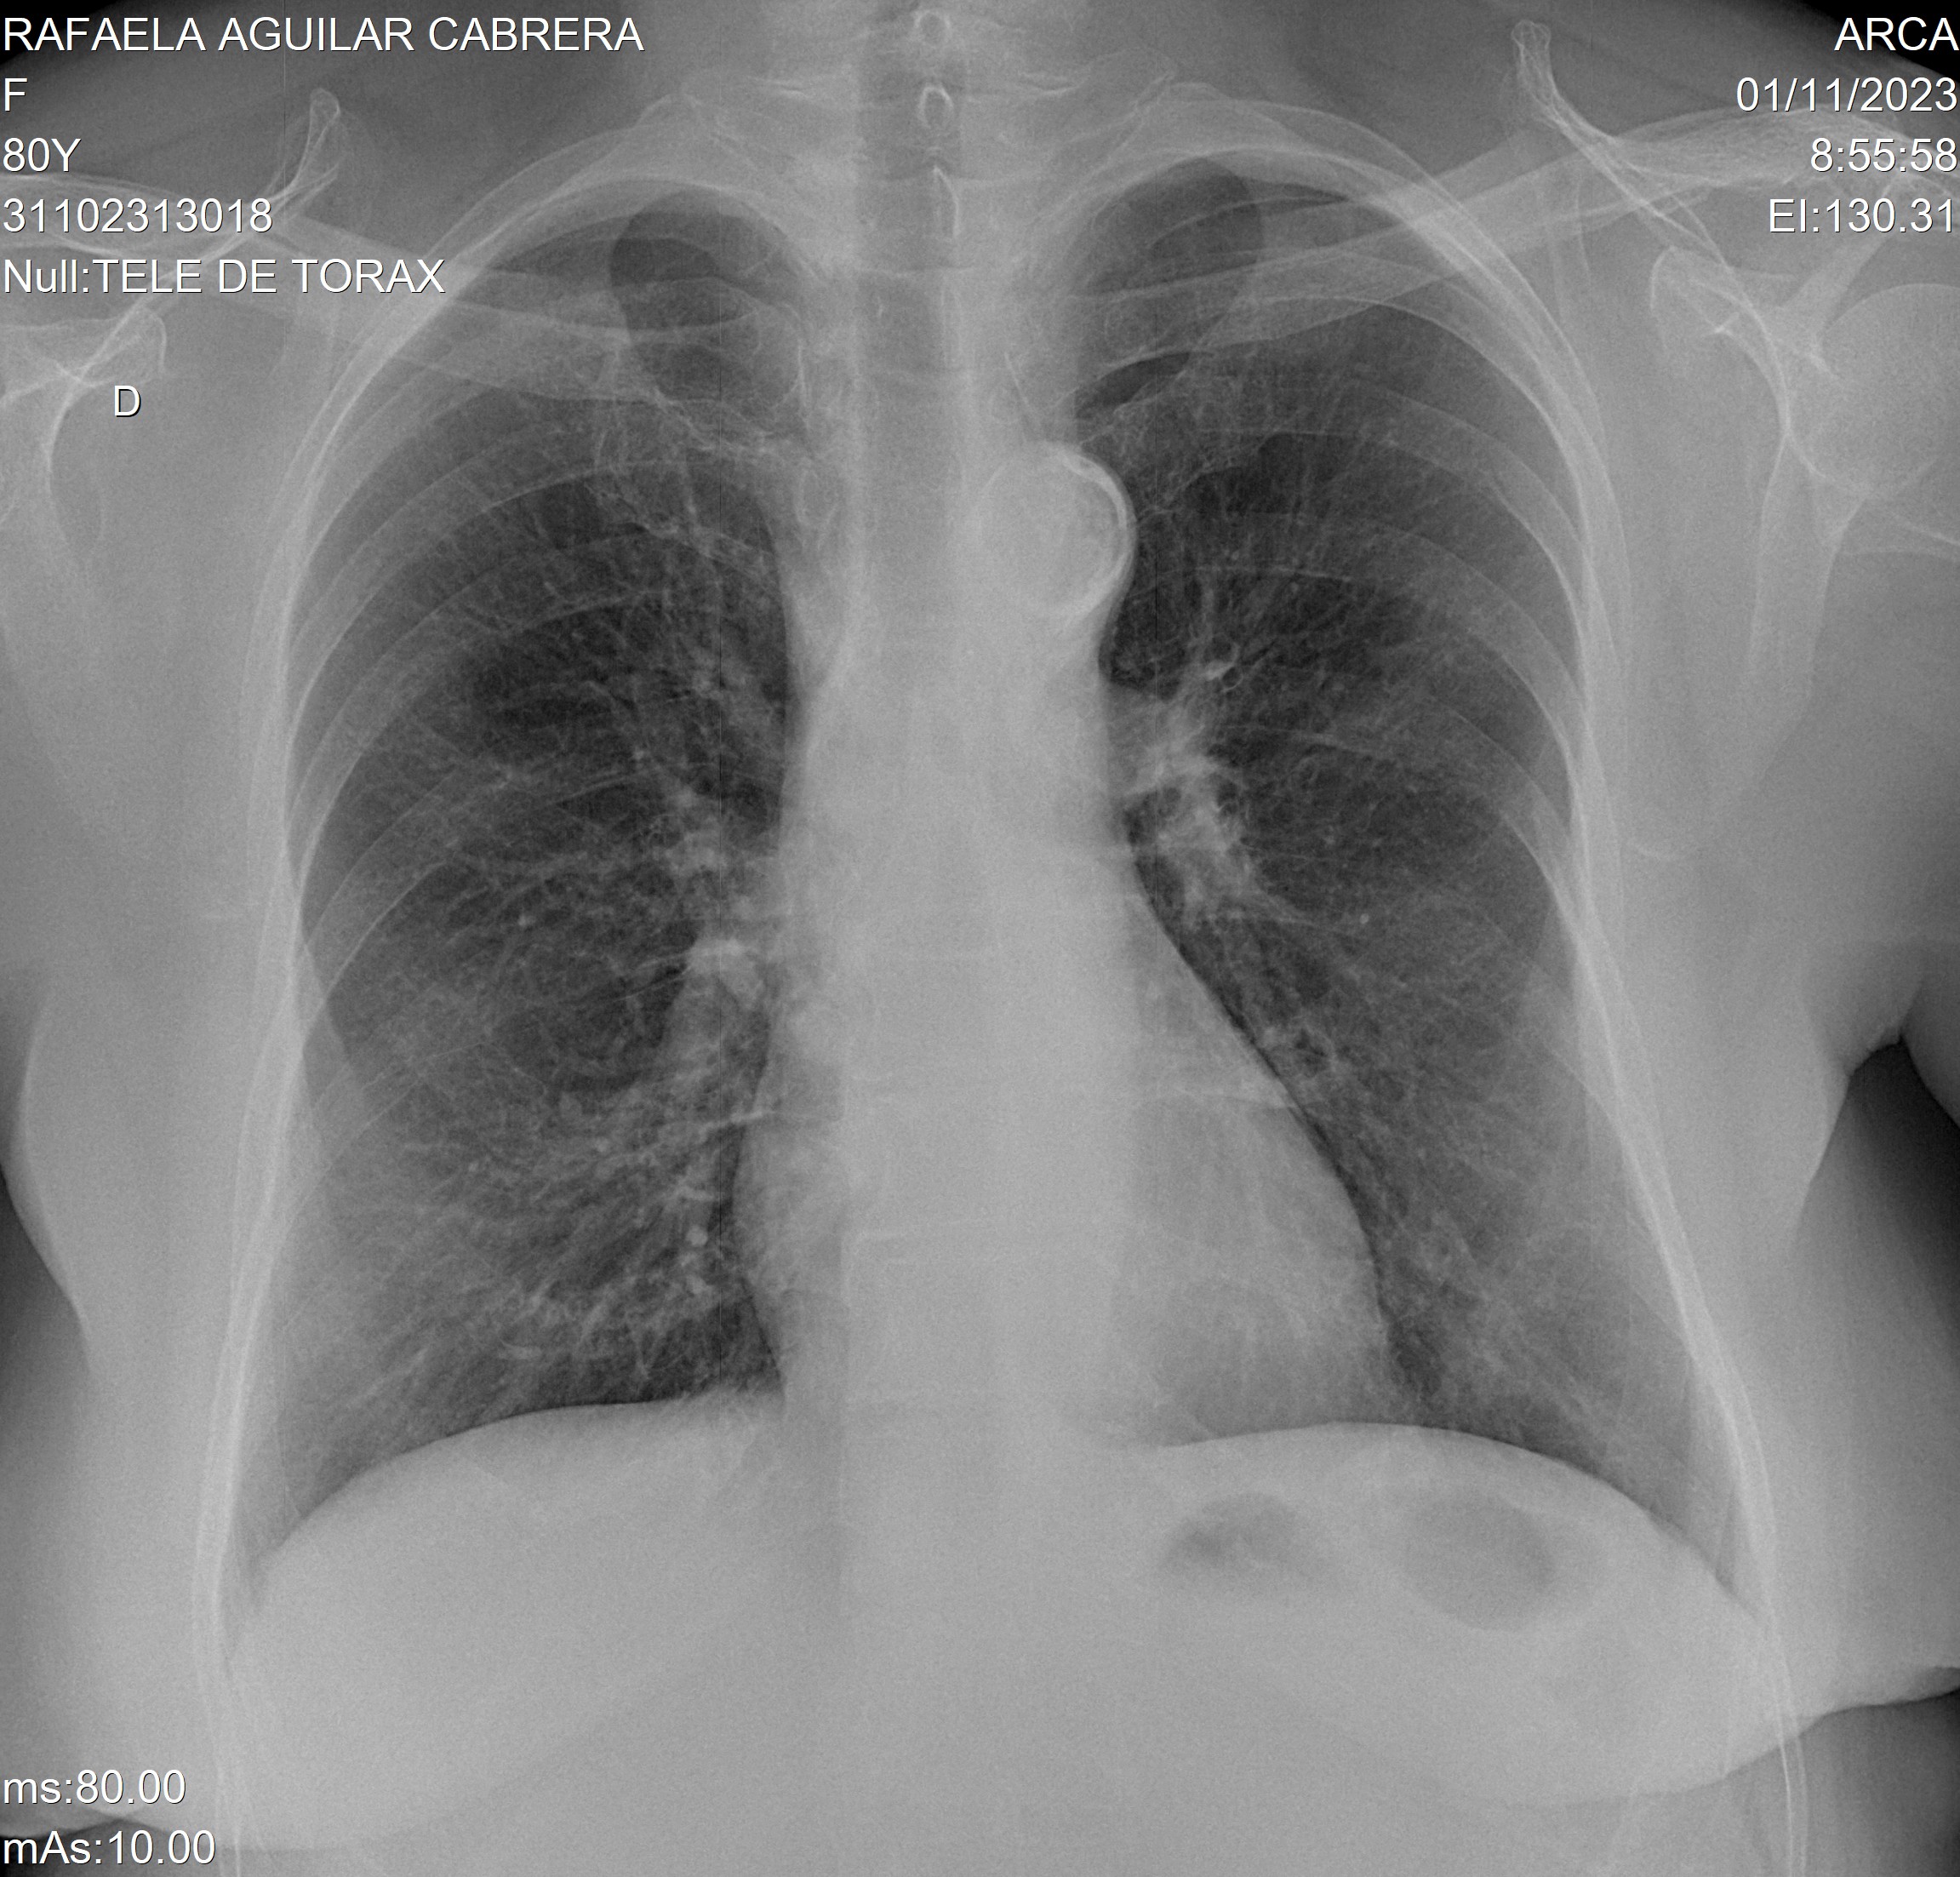 RAFAELA AGUILAR CABRERA
F
80Y
31102313018
Null:TELE DE TORAX
D
ARCA
01/11/2023
8:55:58
EI:130.31
ms:80.00
mAs:10.00